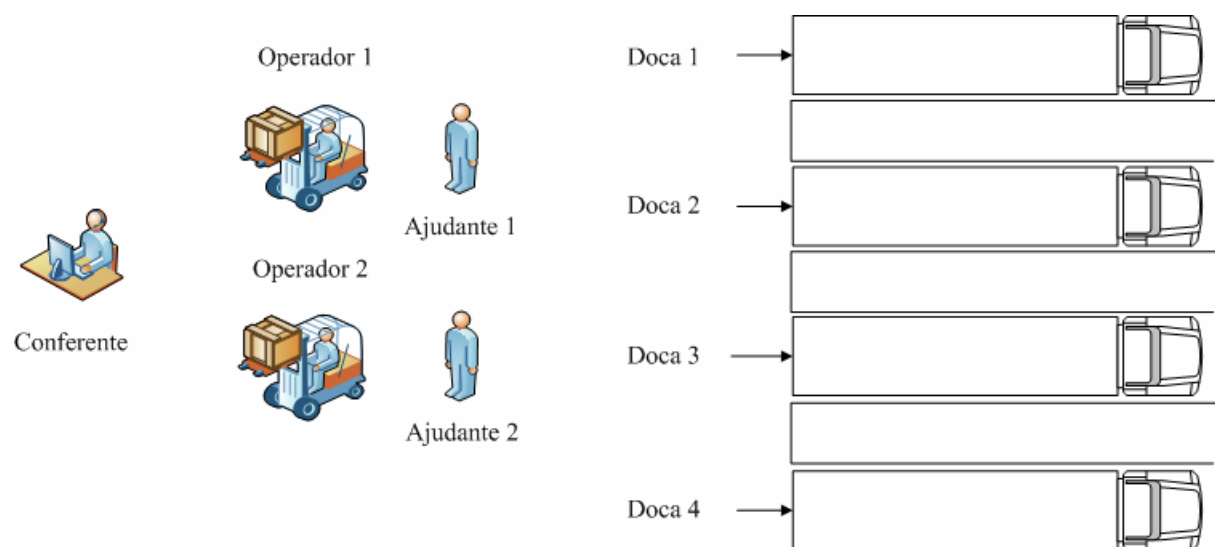 Operador 1
Doca 1
Ajudante 1
Doca 2
Operador 2
Conferente
Doca 3
Ajudante 2
Doca 4